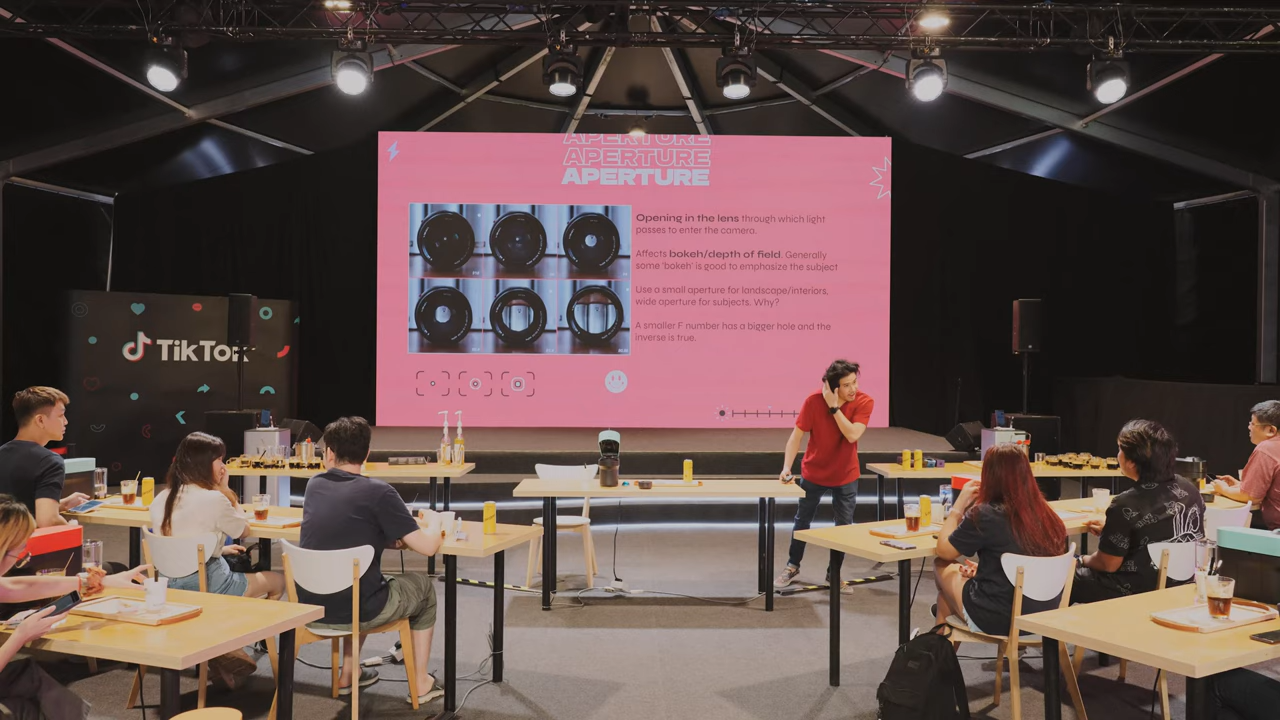 APERTURE
APERTURE
APERTURE
Opening in the lens through which light
passes to enter the camera.
Affects bokeh/depth of field. Generally
some 'bokeh' is good to emphasize the subject
Use a small aperture for landscape/interiors,
wide aperture for subjects. Why?
A smaller F number has a bigger hole and the
inverse is true.
TikTok